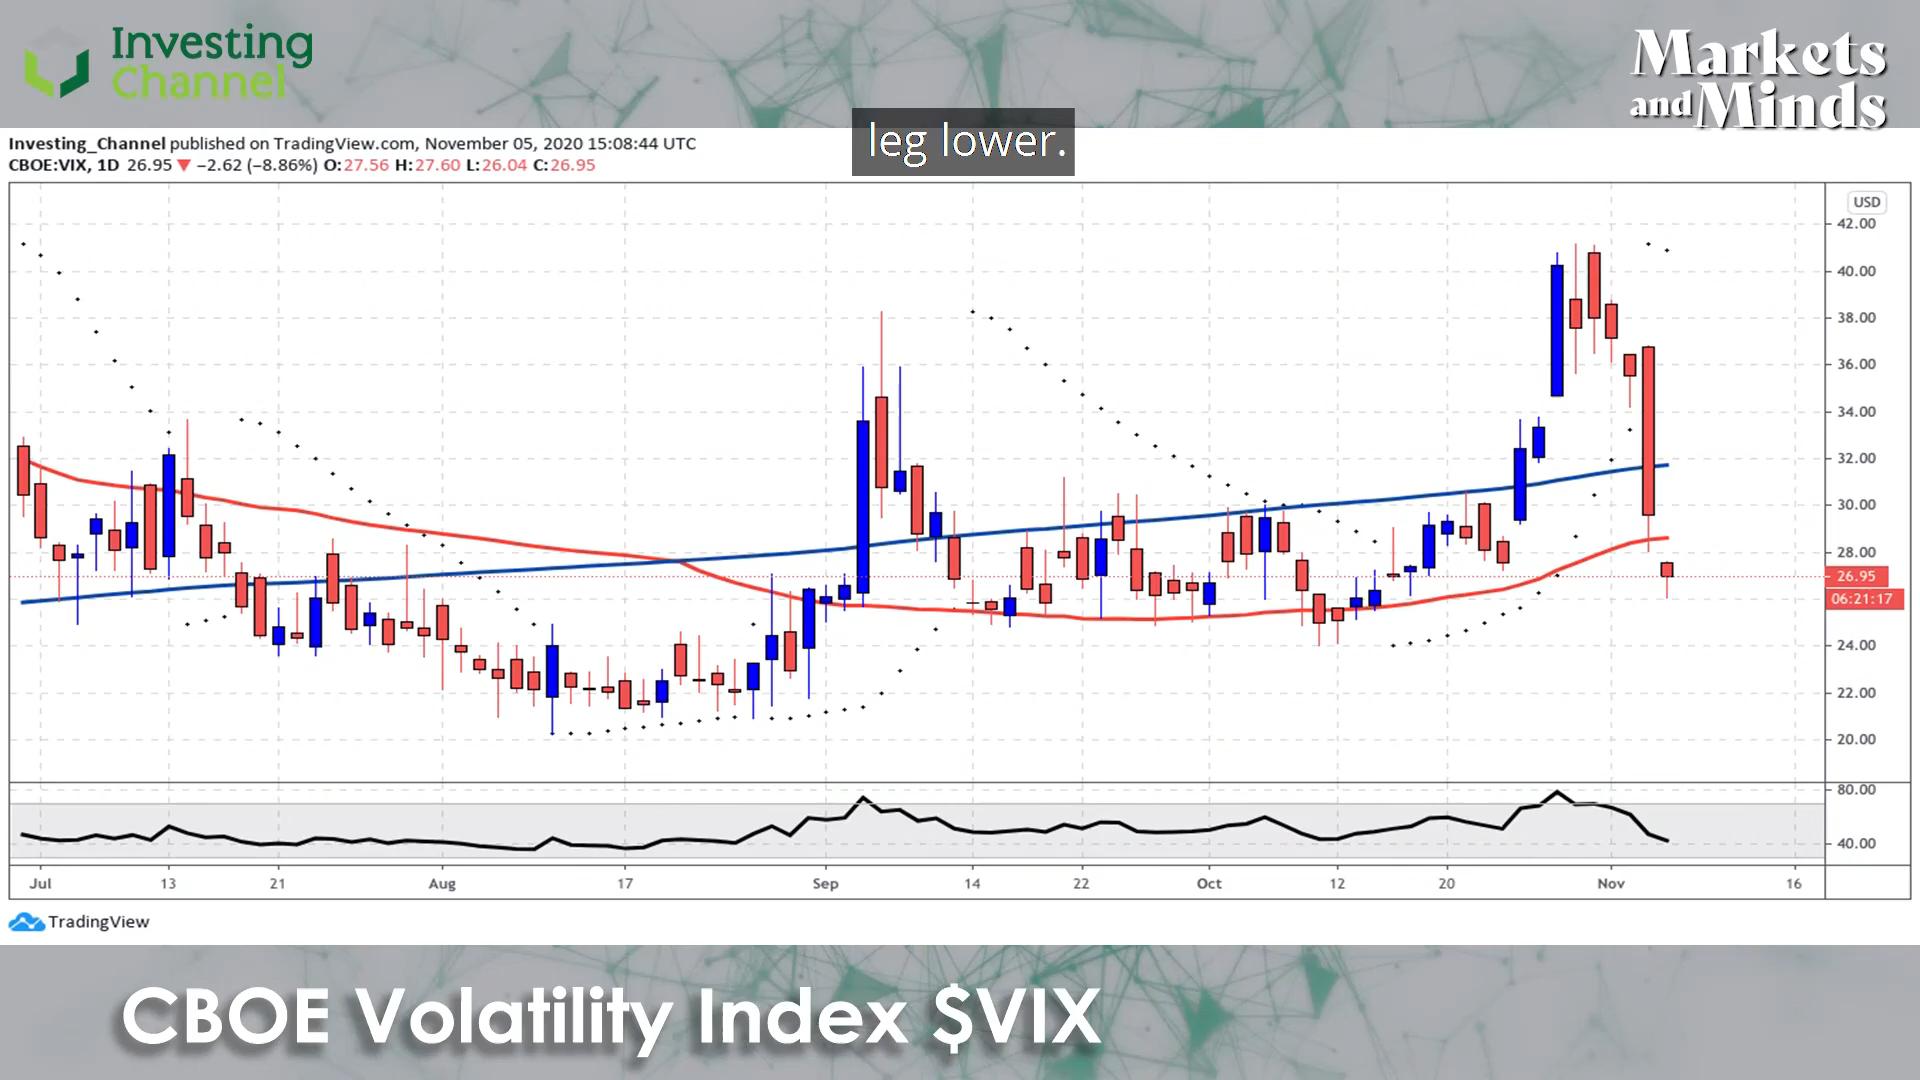 Investing
Channel
Markets
and Minds
leg lower.
Investing_Channel published on TradingView.com, November 05, 2020 15:08:44 UTC
CBOE:VIX, 1D 26.95 ▼ −2.62 (−8.86%) O:27.56 H:27.60 L:26.04 C:26.95
USD
42.00
40.00
38.00
36.00
34.00
32.00
30.00
28.00
26.95
06:21:17
24.00
22.00
20.00
80.00
40.00
Jul 13 21 Aug 17 Sep 14 22 Oct 12 20 Nov 16
TradingView
CBOE Volatility Index $VIX